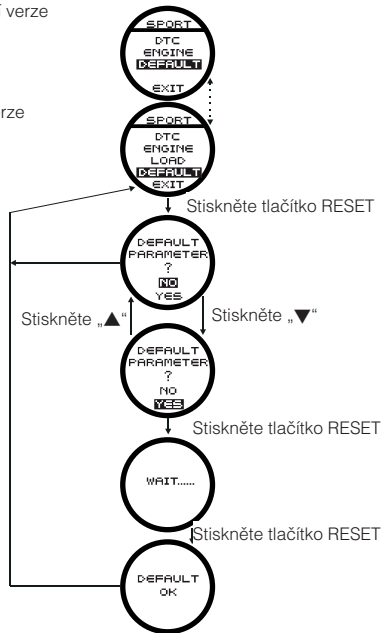 í verze
SPORT
DTC
ENGINE
DEFAULT
EXIT
erze
SPORT
DTC
ENGINE
LOAD
DEFAULT
EXIT
Stiskněte tlačítko RESET
DEFAULT
PARAMETER
?
NO
YES
Stiskněte „▲“
Stiskněte „▼“
DEFAULT
PARAMETER
?
NO
YES
Stiskněte tlačítko RESET
WAIT......
Stiskněte tlačítko RESET
DEFAULT
OK